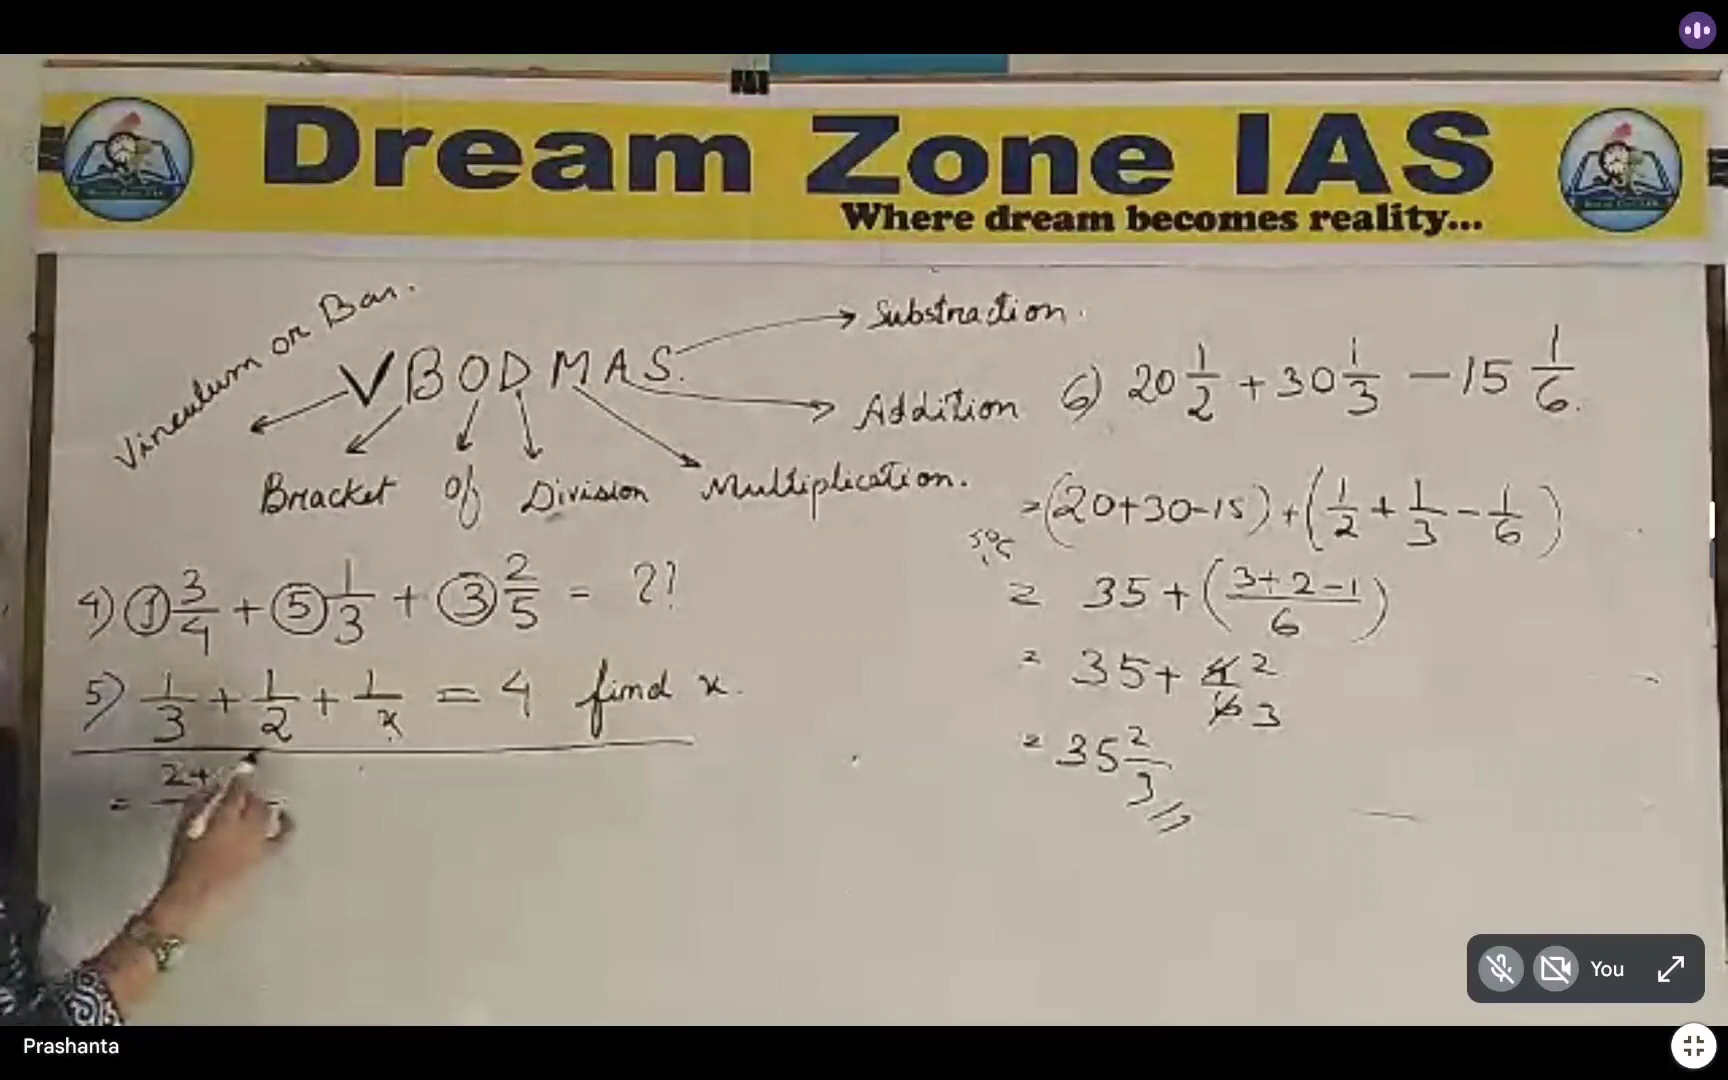 Dream Zone IAS
Where dream becomes reality...
Vinculum or Bar.
VBODMAS.
Substraction.
Addition
Bracket Of Division Multiplication.
4) 1 3/4 + 5 1/3 + 3 2/5 = ??
5) 1/3 + 1/2 + 1/x = 4 find x.
= 2+
6) 20 1/2 + 30 1/3 - 15 1/6.
= (20+30-15) + (1/2 + 1/3 - 1/6)
= 35 + (3+2-1/6)
= 35 + 4/6 2/3
= 35 2/3 //
You
Prashanta